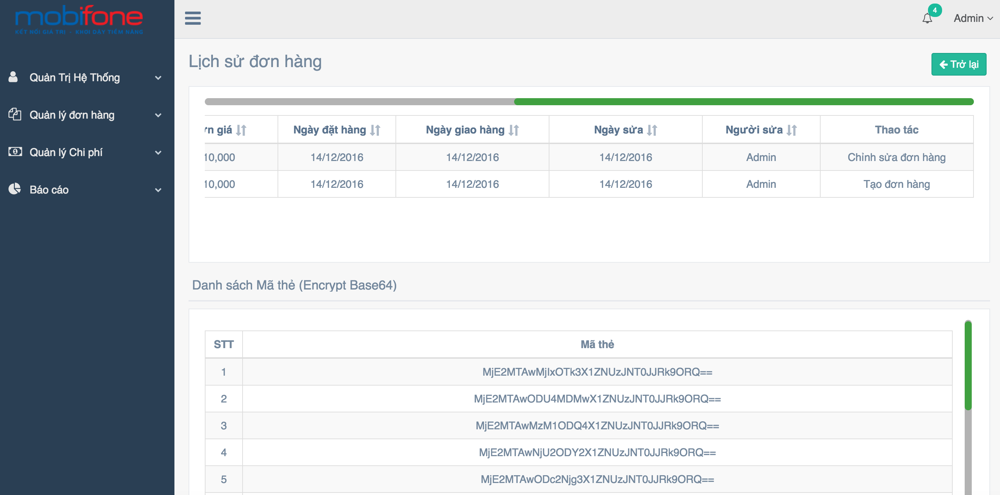 mobifone
KẾT NỐI GIÁ TRỊ - KHƠI DẬY TIỀM NĂNG
4
Admin
Quản Trị Hệ Thống
Quản lý đơn hàng
Quản lý Chi phí
Báo cáo
Lịch sử đơn hàng
Trở lại
giá Ngày đặt hàng Ngày giao hàng Ngày sửa Người sửa Thao tác
10,000 14/12/2016 14/12/2016 14/12/2016 Admin Chỉnh sửa đơn hàng
10,000 14/12/2016 14/12/2016 14/12/2016 Admin Tạo đơn hàng
Danh sách Mã thẻ (Encrypt Base64)
STT Mã thẻ
1 MjE2MTAwMjIxOTk3X1ZNUzJNT0JJRk9ORQ==
2 MjE2MTAwODU4MDMwX1ZNUzJNT0JJRk9ORQ==
3 MjE2MTAwMzM1ODQ4X1ZNUzJNT0JJRk9ORQ==
4 MjE2MTAwNjU2ODY2X1ZNUzJNT0JJRk9ORQ==
5 MjE2MTAwODc2Njg3X1ZNUzJNT0JJRk9ORQ==